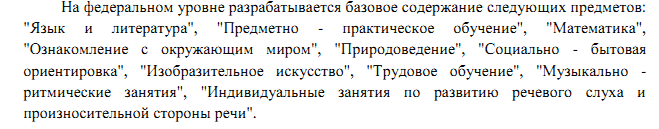 На федеральном уровне разрабатывается базовое содержание следующих предметов:
"Язык и литература", "Предметно - практическое обучение", "Математика",
"Ознакомление с окружающим миром", "Природоведение", "Социально - бытовая
ориентировка", "Изобразительное искусство", "Трудовое обучение", "Музыкально -
ритмические занятия", "Индивидуальные занятия по развитию речевого слуха и
произносительной стороны речи".